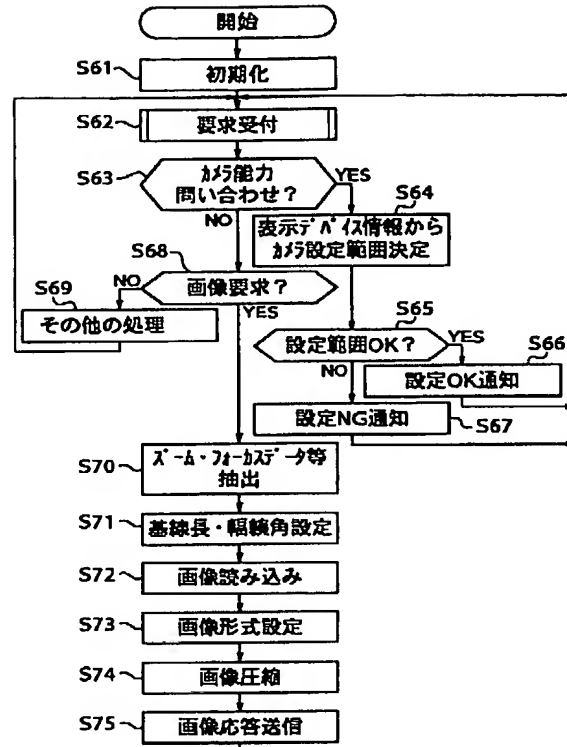 開始
S61
初期化
S62
要求受付
S63
カメラ能力
問い合わせ?
YES
NO
S64
表示デバイス情報から
カメラ設定範囲決定
S68
画像要求?
NO
YES
S69
その他の処理
S65
設定範囲OK?
YES
NO
S66
設定OK通知
設定NG通知
S67
S70
ズーム・フォーカスデータ等
抽出
S71
基線長・輻輳角設定
S72
画像読み込み
S73
画像形式設定
S74
画像圧縮
S75
画像応答送信